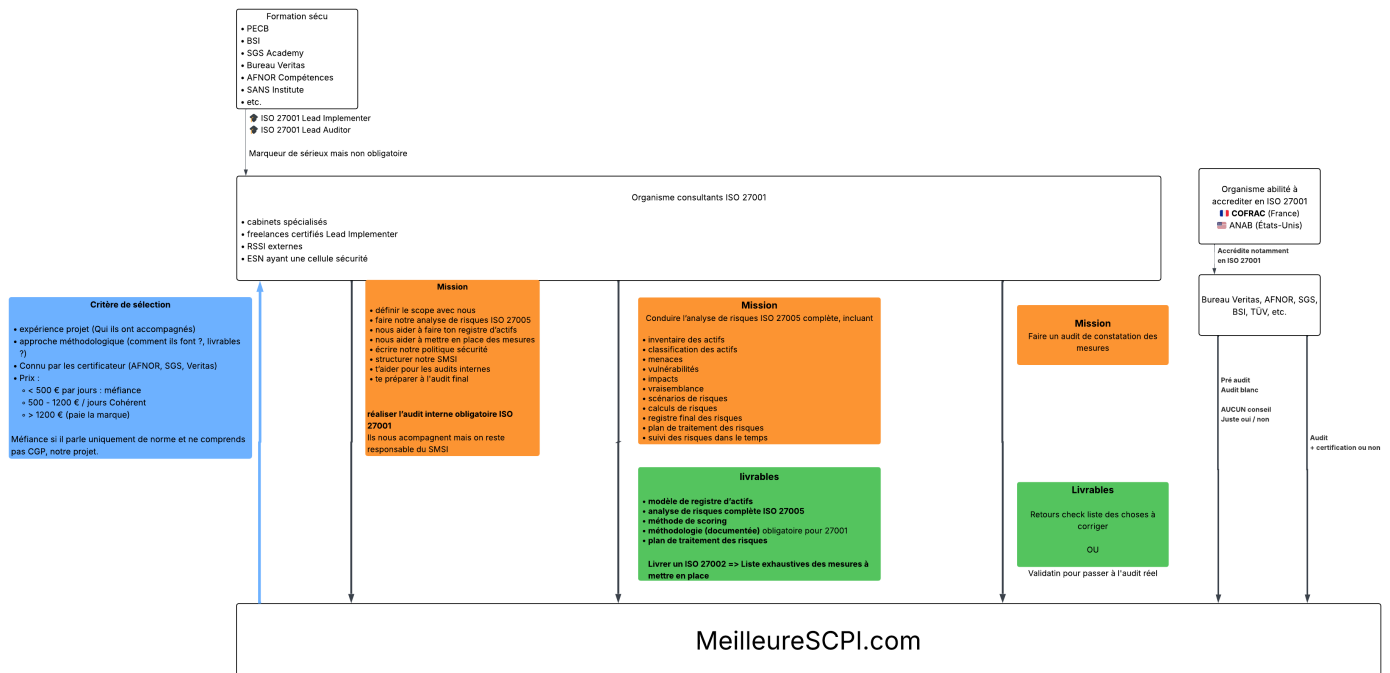 Formation sécu
• PECB
• BSI
• SGS Academy
• Bureau Veritas
• AFNOR Compétences
• SANS Institute
• etc.
🎓 ISO 27001 Lead Implementer
🎓 ISO 27001 Lead Auditor
Marqueur de sérieux mais non obligatoire
Organisme consultants ISO 27001
• cabinets spécialisés
• freelances certifiés Lead Implementer
• RSSI externes
• ESN ayant une cellule sécurité
Organisme abilité à
accrediter en ISO 27001
🇫🇷 COFRAC (France)
🇺🇸 ANAB (États-Unis)
Accrédite notamment
en ISO 27001
Bureau Veritas, AFNOR, SGS,
BSI, TÜV, etc.
Critère de sélection
• expérience projet (Qui ils ont accompagnés)
• approche méthodologique (comment ils font ?, livrables
?)
• Connu par les certificateur (AFNOR, SGS, Veritas)
• Prix :
◦ < 500 € par jours : méfiance
◦ 500 - 1200 € / jours Cohérent
◦ > 1200 € (paie la marque)
Méfiance si il parle uniquement de norme et ne comprends
pas CGP, notre projet.
Mission
• définir le scope avec nous
• faire notre analyse de risques ISO 27005
• nous aider à faire ton registre d'actifs
• nous aider à mettre en place des mesures
• écrire notre politique sécurité
• structurer notre SMSI
• t'aider pour les audits internes
• te préparer à l'audit final
réaliser l'audit interne obligatoire ISO
27001
Ils nous acompagnent mais on reste
responsable du SMSI
Mission
Conduire l'analyse de risques ISO 27005 complète, incluant
• inventaire des actifs
• classification des actifs
• menaces
• vulnérabilités
• impacts
• vraisemblance
• scénarios de risques
• calculs de risques
• registre final des risques
• plan de traitement des risques
• suivi des risques dans le temps
livrables
• modèle de registre d'actifs
• analyse de risques complète ISO 27005
• méthode de scoring
• méthodologie (documentée) obligatoire pour 27001
• plan de traitement des risques
Livrer un ISO 27002 => Liste exhaustives des mesures à
mettre en place
Mission
Faire un audit de constatation des
mesures
Livrables
Retours check liste des choses à
corriger
OU
Validatin pour passer à l'audit réel
Pré audit
Audit blanc
AUCUN conseil
Juste oui / non
Audit
+ certification ou non
MeilleureSCPI.com